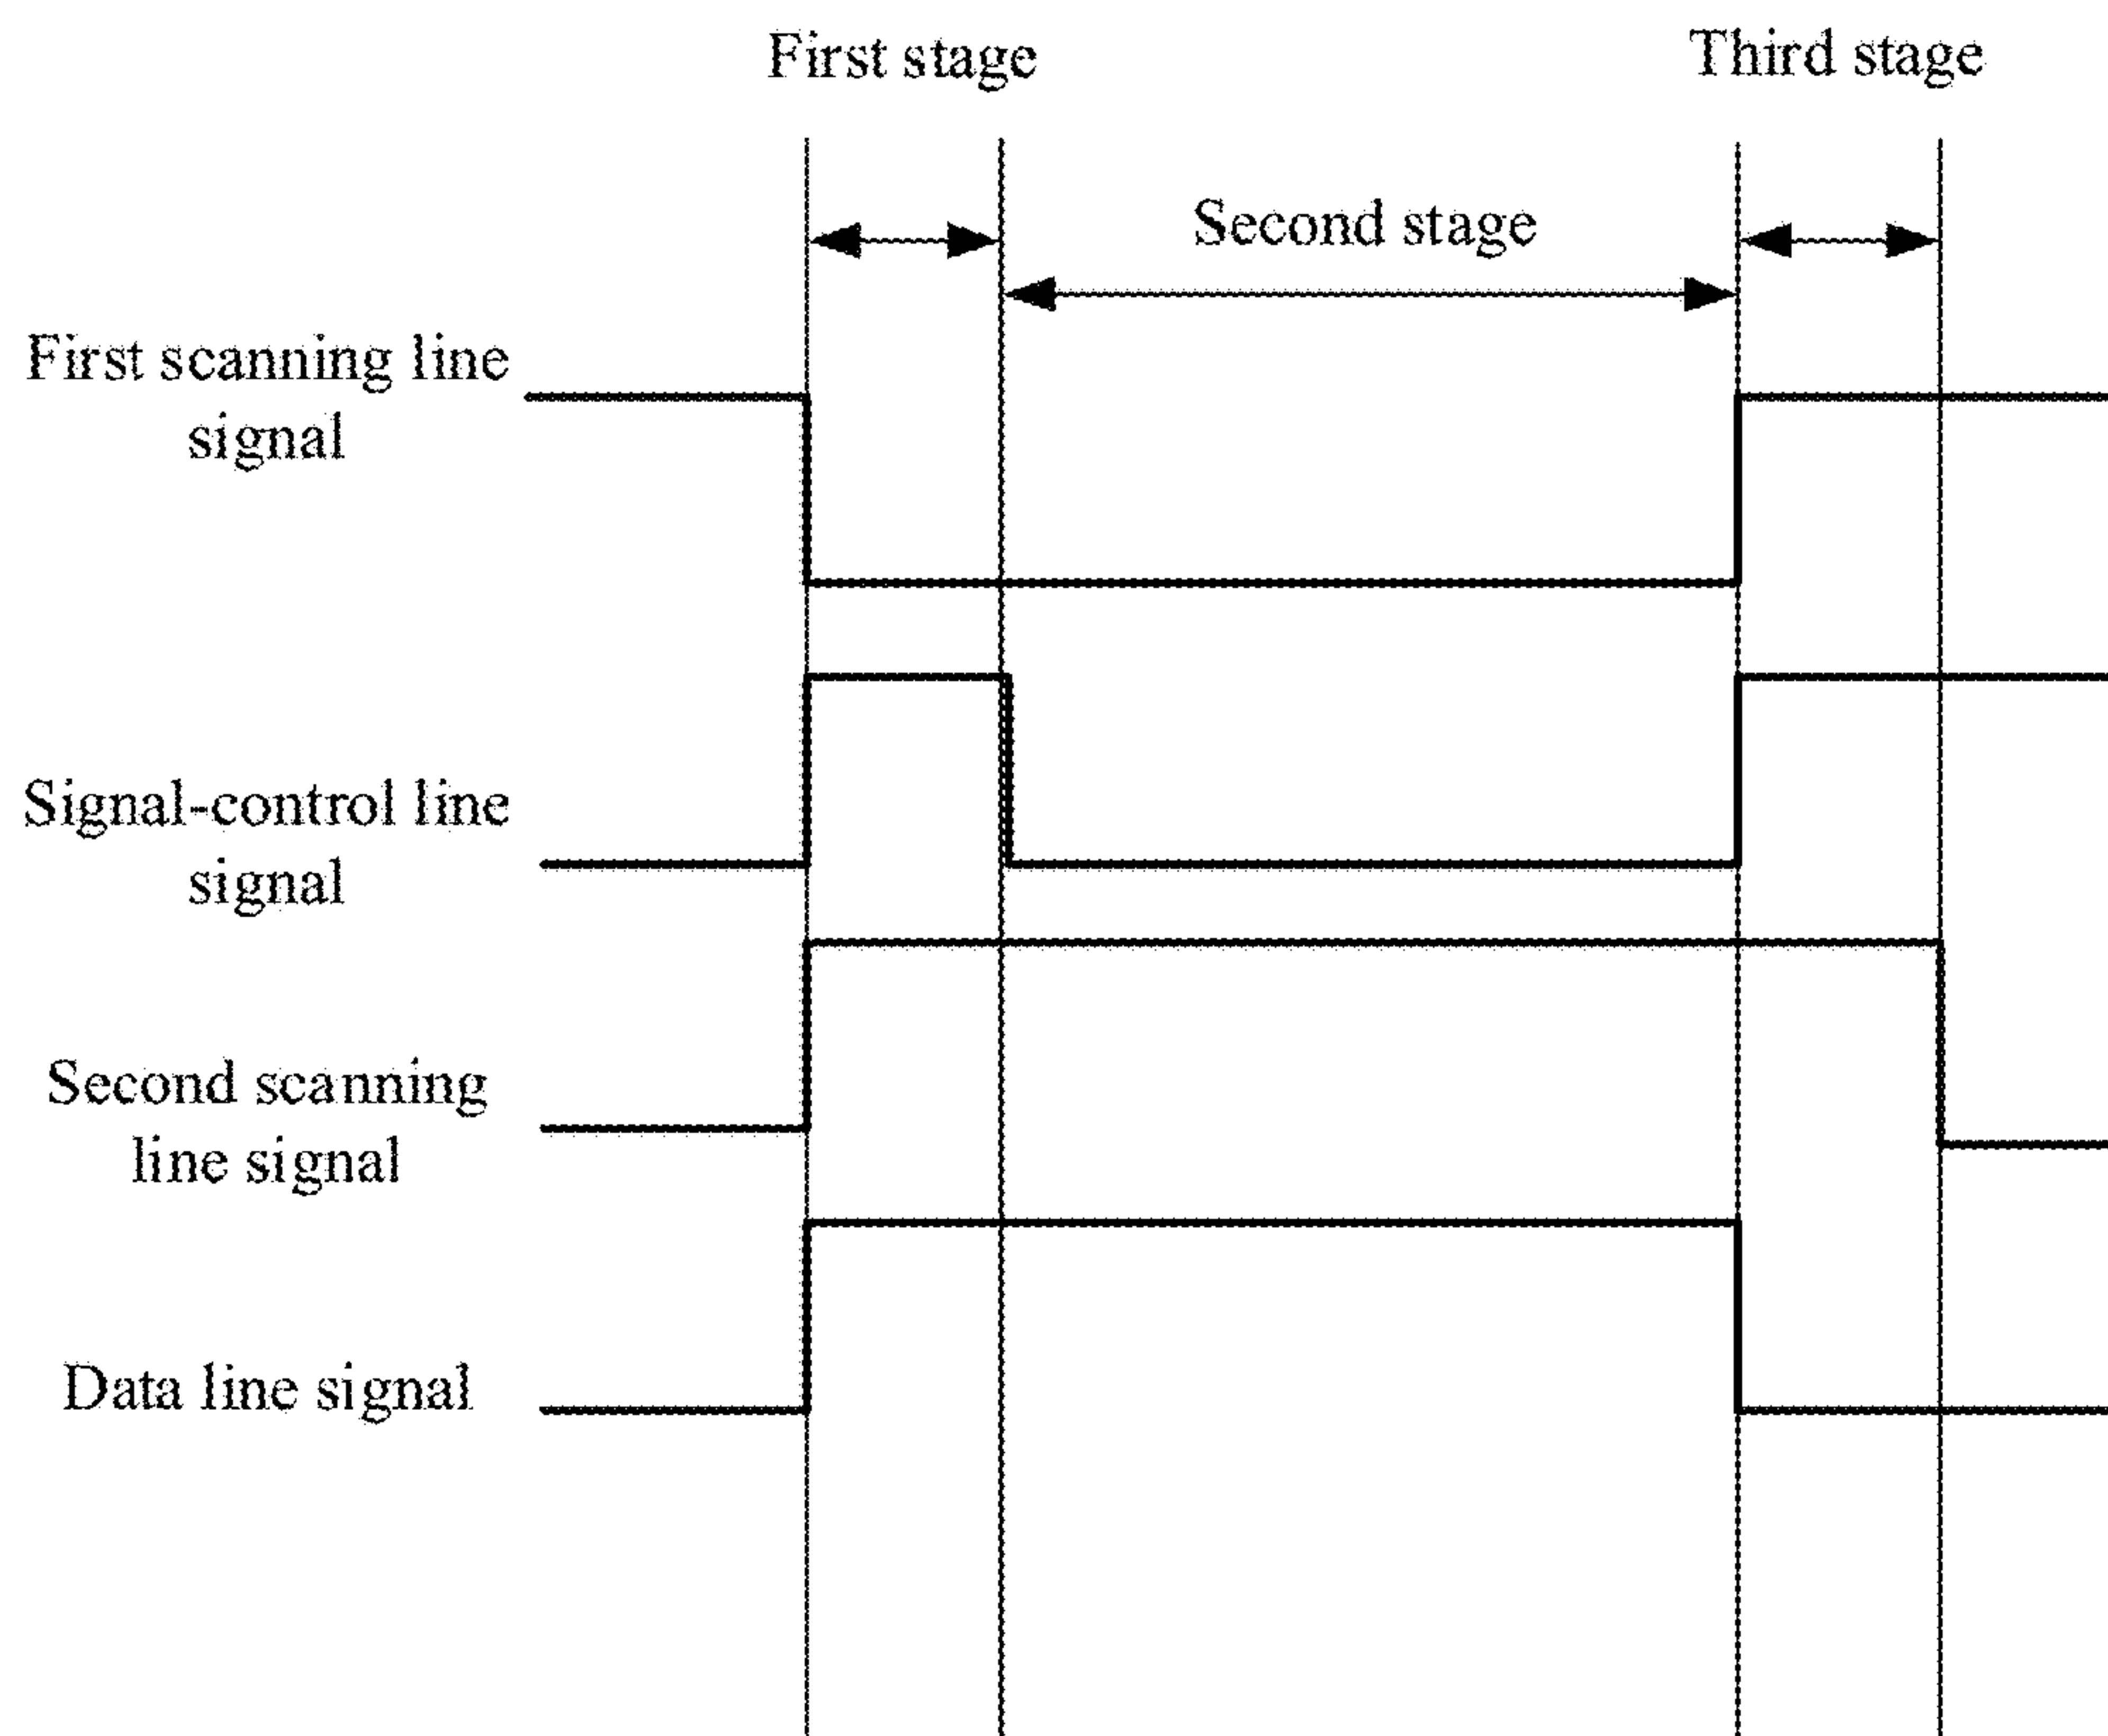 First stage
Third stage
Second stage
First scanning line
signal
Signal-control line
signal
Second scanning
line signal
Data line signal